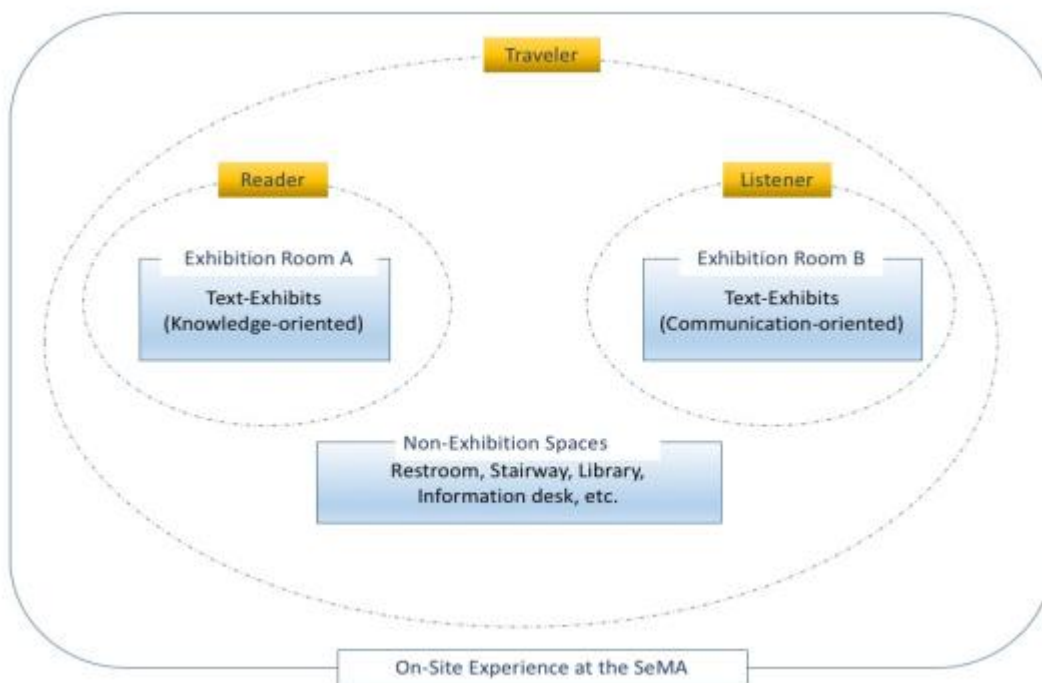 Traveler
Reader
Listener
Exhibition Room A
Text-Exhibits
(Knowledge-oriented)
Exhibition Room B
Text-Exhibits
(Communication-oriented)
Non-Exhibition Spaces
Restroom, Stairway, Library,
Information desk, etc.
On-Site Experience at the SeMA